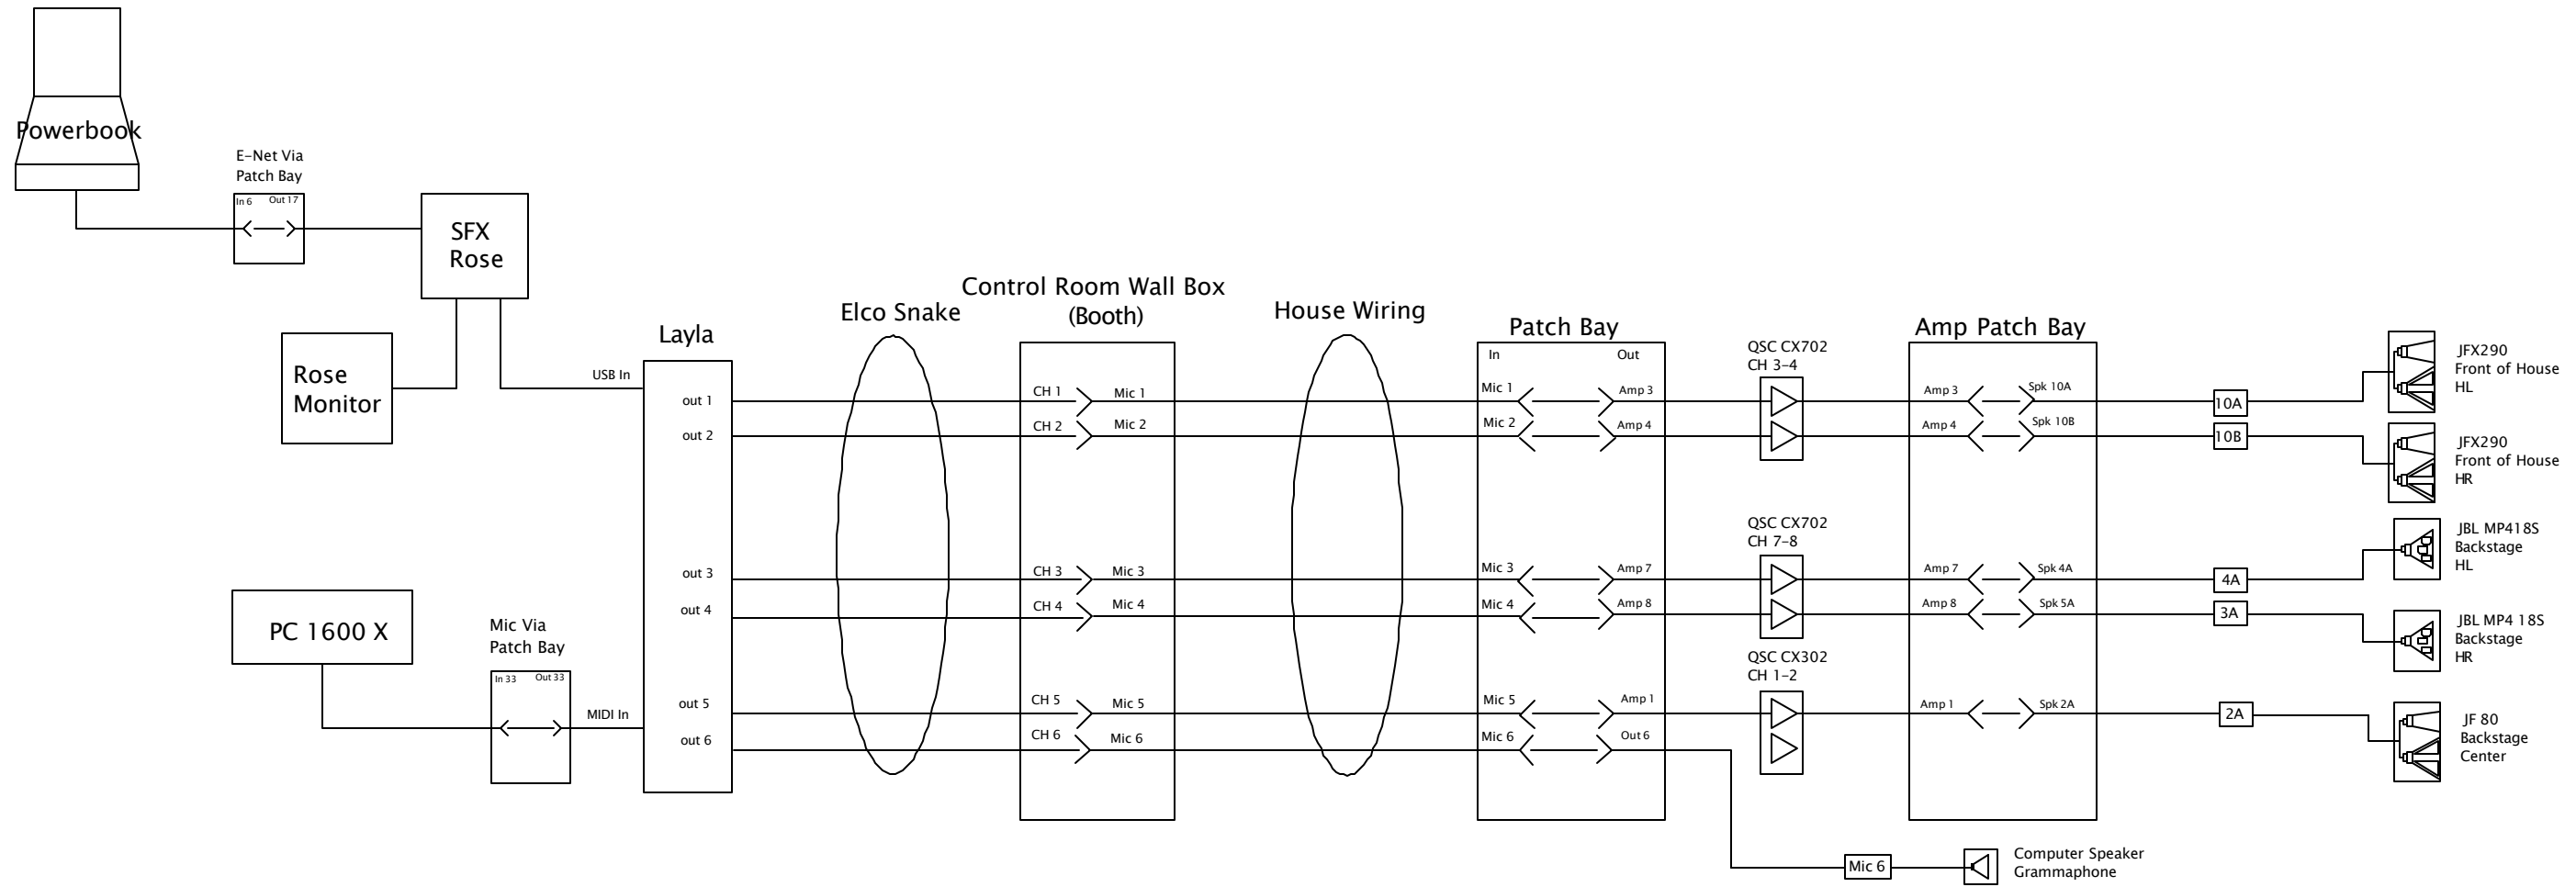 Powerbook
E-Net Via
Patch Bay
In 6
Out 17
SFX
Rose
Rose
Monitor
USB In
PC 1600 X
Mic Via
Patch Bay
In 33
Out 33
MIDI In
Layla
out 1
out 2
out 3
out 4
out 5
out 6
Elco Snake
Control Room Wall Box
(Booth)
CH 1
Mic 1
CH 2
Mic 2
CH 3
Mic 3
CH 4
Mic 4
CH 5
Mic 5
CH 6
Mic 6
House Wiring
Patch Bay
In
Out
Mic 1
Amp 3
Mic 2
Amp 4
Mic 3
Amp 7
Mic 4
Amp 8
Mic 5
Amp 1
Mic 6
Out 6
QSC CX702
CH 3-4
QSC CX702
CH 7-8
QSC CX302
CH 1-2
Amp Patch Bay
Amp 3
Spk 10A
Amp 4
Spk 10B
Amp 7
Spk 4A
Amp 8
Spk 5A
Amp 1
Spk 2A
10A
10B
4A
3A
2A
JFX290
Front of House
HL
JFX290
Front of House
HR
JBL MP418S
Backstage
HL
JBL MP4 18S
Backstage
HR
JF 80
Backstage
Center
Mic 6
Computer Speaker
Grammaphone